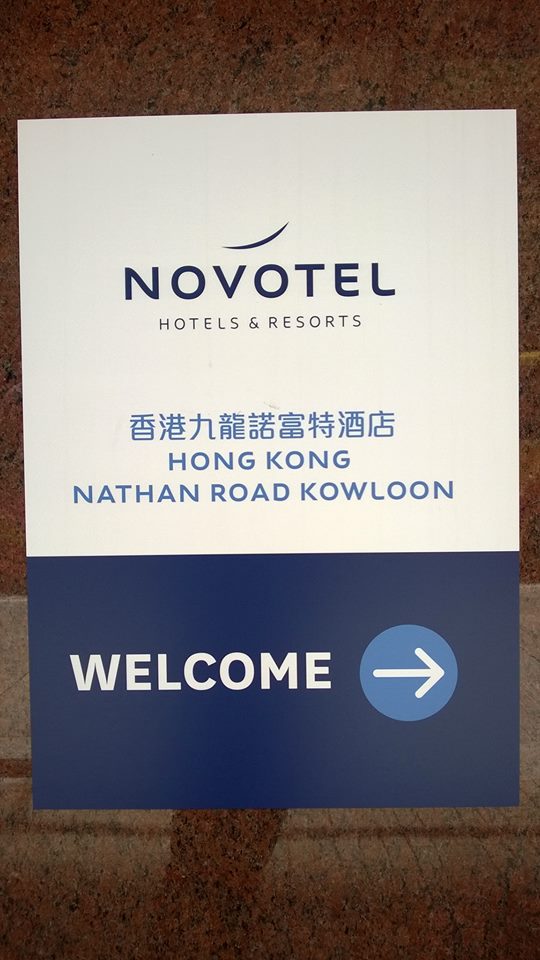 NOVOTEL
HOTELS & RESORTS
香港九龍諾富特酒店
HONG KONG
NATHAN ROAD KOWLOON
WELCOME